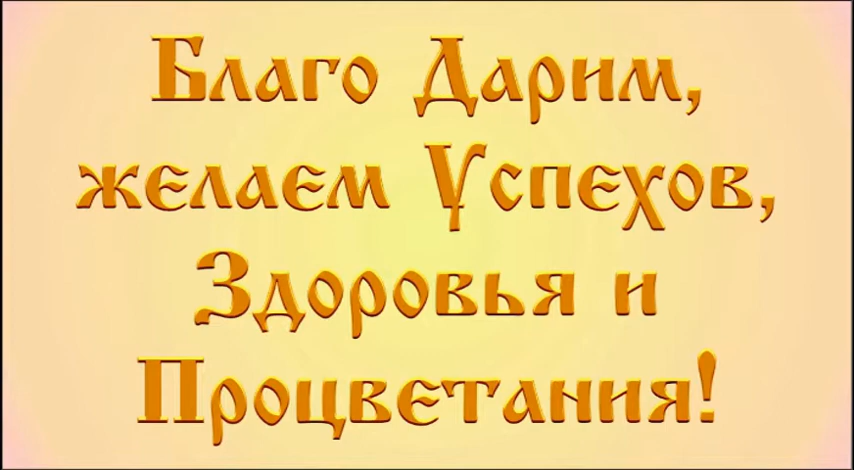 Благо Дарим,
желаем Успехов,
Здоровья и
Процветания!